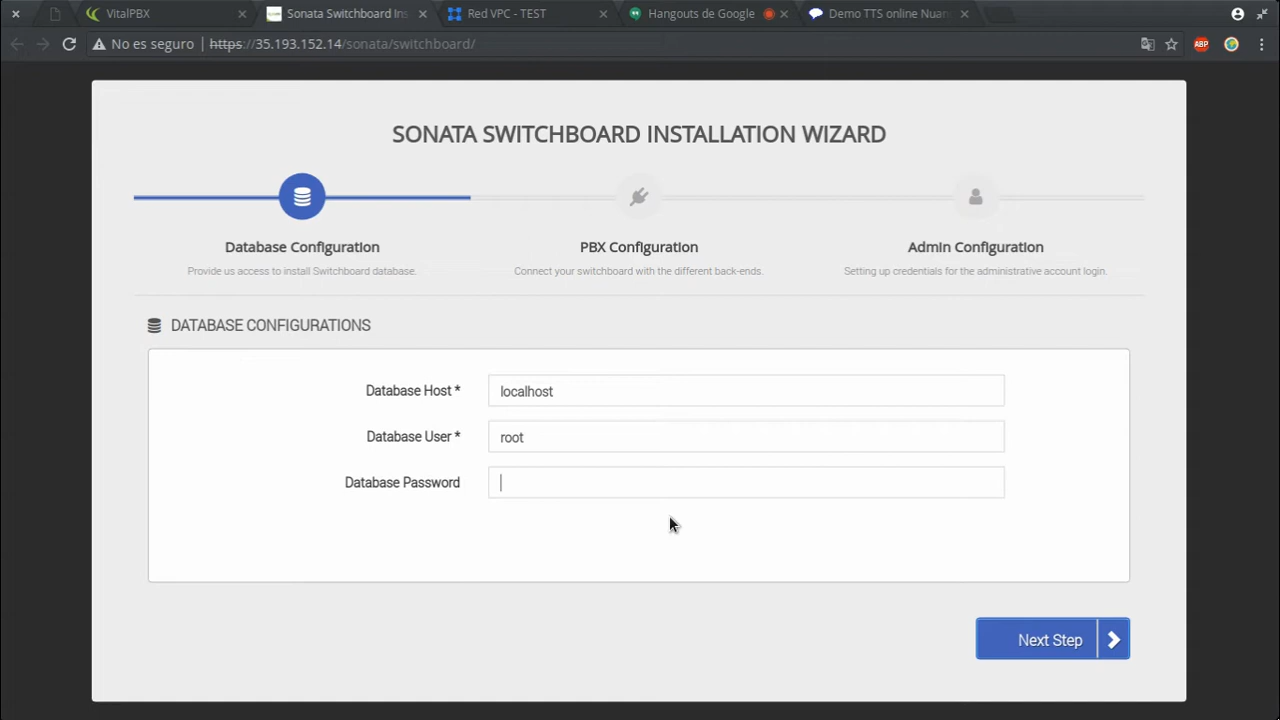 VitalPBX
Sonata Switchboard Ins
Red VPC - TEST
Hangouts de Google
Demo TTS online Nuan
No es seguro
https://35.193.152.14/sonata/switchboard/
ABP
SONATA SWITCHBOARD INSTALLATION WIZARD
Database Configuration
PBX Configuration
Admin Configuration
Provide us access to install Switchboard database.
Connect your switchboard with the different back-ends.
Setting up credentials for the administrative account login.
DATABASE CONFIGURATIONS
Database Host *
localhost
Database User *
root
Database Password
Next Step